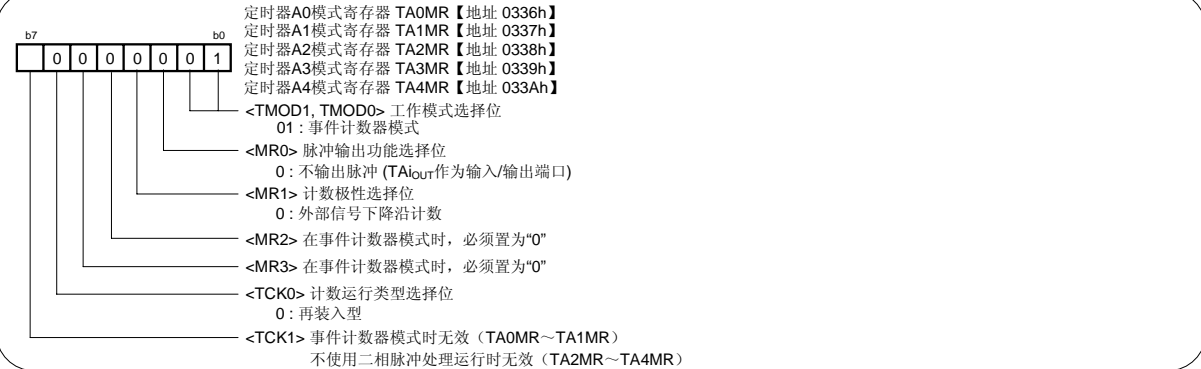 定时器A0模式寄存器 TA0MR【地址 0336h】
定时器A1模式寄存器 TA1MR【地址 0337h】
定时器A2模式寄存器 TA2MR【地址 0338h】
定时器A3模式寄存器 TA3MR【地址 0339h】
定时器A4模式寄存器 TA4MR【地址 033Ah】
b7 b0
0 0 0 0 0 0 1
<TMOD1, TMOD0> 工作模式选择位
01 : 事件计数器模式
<MR0> 脉冲输出功能选择位
0 : 不输出脉冲 (TAiOUT作为输入/输出端口)
<MR1> 计数极性选择位
0 : 外部信号下降沿计数
<MR2> 在事件计数器模式时，必须置为“0”
<MR3> 在事件计数器模式时，必须置为“0”
<TCK0> 计数运行类型选择位
0 : 再装入型
<TCK1> 事件计数器模式时无效（TA0MR～TA1MR）
不使用二相脉冲处理运行时无效（TA2MR～TA4MR）